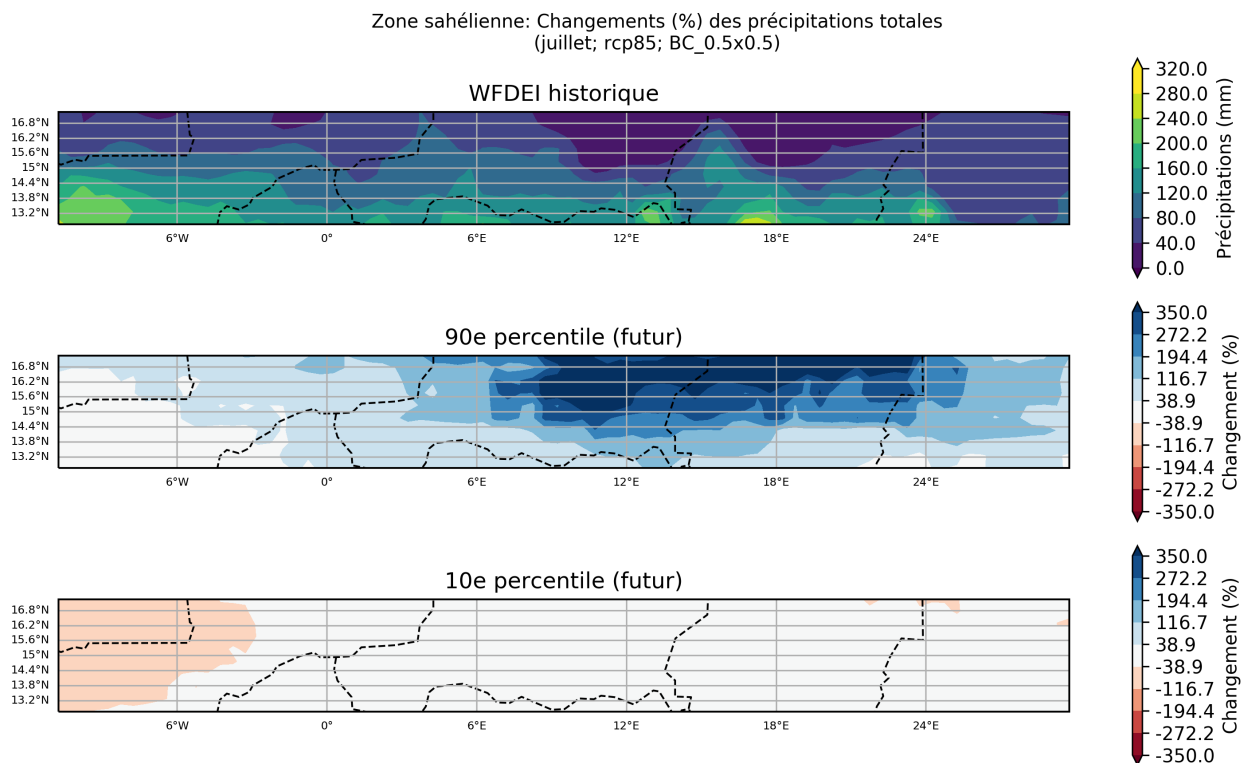 Zone sahélienne: Changements (%) des précipitations totales
(juillet; rcp85; BC_0.5x0.5)
WFDEI historique
16.8°N
16.2°N
15.6°N
15°N
14.4°N
13.8°N
13.2°N
6°W 0° 6°E 12°E 18°E 24°E
320.0
280.0
240.0
200.0
160.0
120.0
80.0
40.0
0.0
Précipitations (mm)
90e percentile (futur)
16.8°N
16.2°N
15.6°N
15°N
14.4°N
13.8°N
13.2°N
6°W 0° 6°E 12°E 18°E 24°E
350.0
272.2
194.4
116.7
38.9
-38.9
-116.7
-194.4
-272.2
-350.0
Changement (%)
10e percentile (futur)
16.8°N
16.2°N
15.6°N
15°N
14.4°N
13.8°N
13.2°N
6°W 0° 6°E 12°E 18°E 24°E
350.0
272.2
194.4
116.7
38.9
-38.9
-116.7
-194.4
-272.2
-350.0
Changement (%)